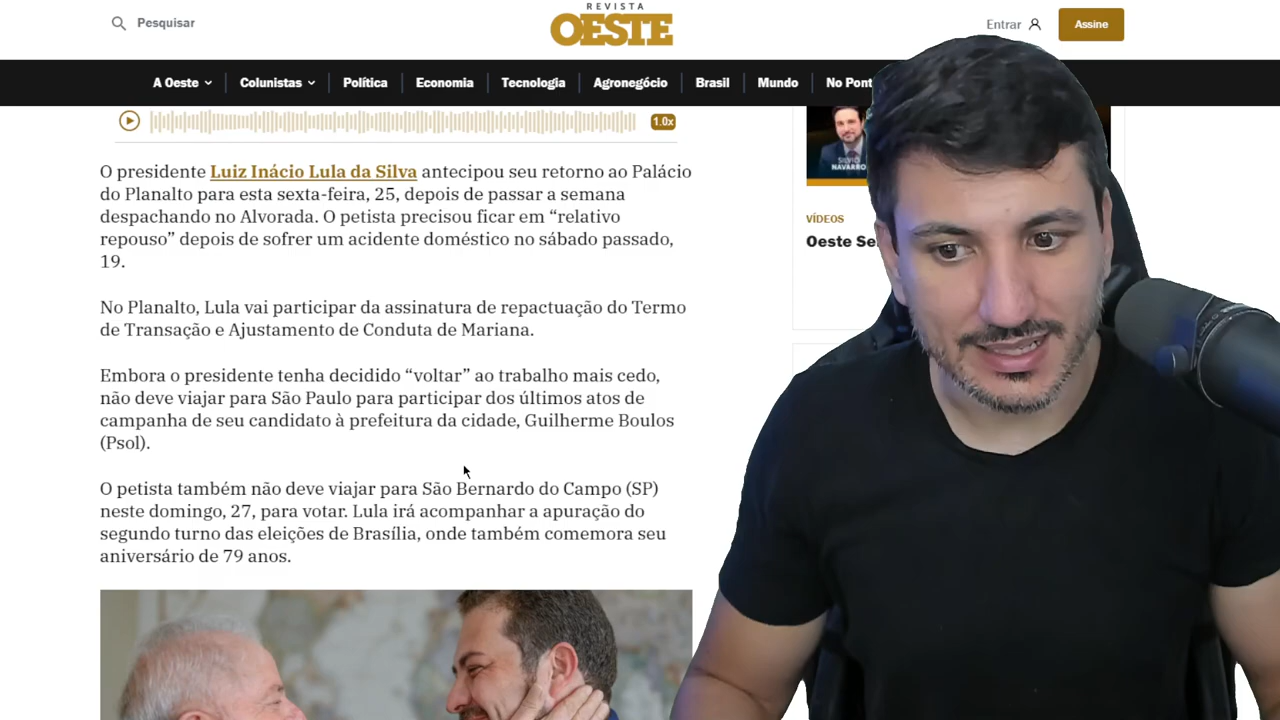 REVISTA
OESTE
Pesquisar
Entrar
Assine
A Oeste
Colunistas
Política
Economia
Tecnologia
Agronegócio
Brasil
Mundo
No Pont
1.0x
SILVIO
NAVARRO
O presidente Luiz Inácio Lula da Silva antecipou seu retorno ao Palácio
do Planalto para esta sexta-feira, 25, depois de passar a semana
despachando no Alvorada. O petista precisou ficar em “relativo
repouso” depois de sofrer um acidente doméstico no sábado passado,
19.
VÍDEOS
Oeste Se
No Planalto, Lula vai participar da assinatura de repactuação do Termo
de Transação e Ajustamento de Conduta de Mariana.
Embora o presidente tenha decidido “voltar” ao trabalho mais cedo,
não deve viajar para São Paulo para participar dos últimos atos de
campanha de seu candidato à prefeitura da cidade, Guilherme Boulos
(Psol).
O petista também não deve viajar para São Bernardo do Campo (SP)
neste domingo, 27, para votar. Lula irá acompanhar a apuração do
segundo turno das eleições de Brasília, onde também comemora seu
aniversário de 79 anos.